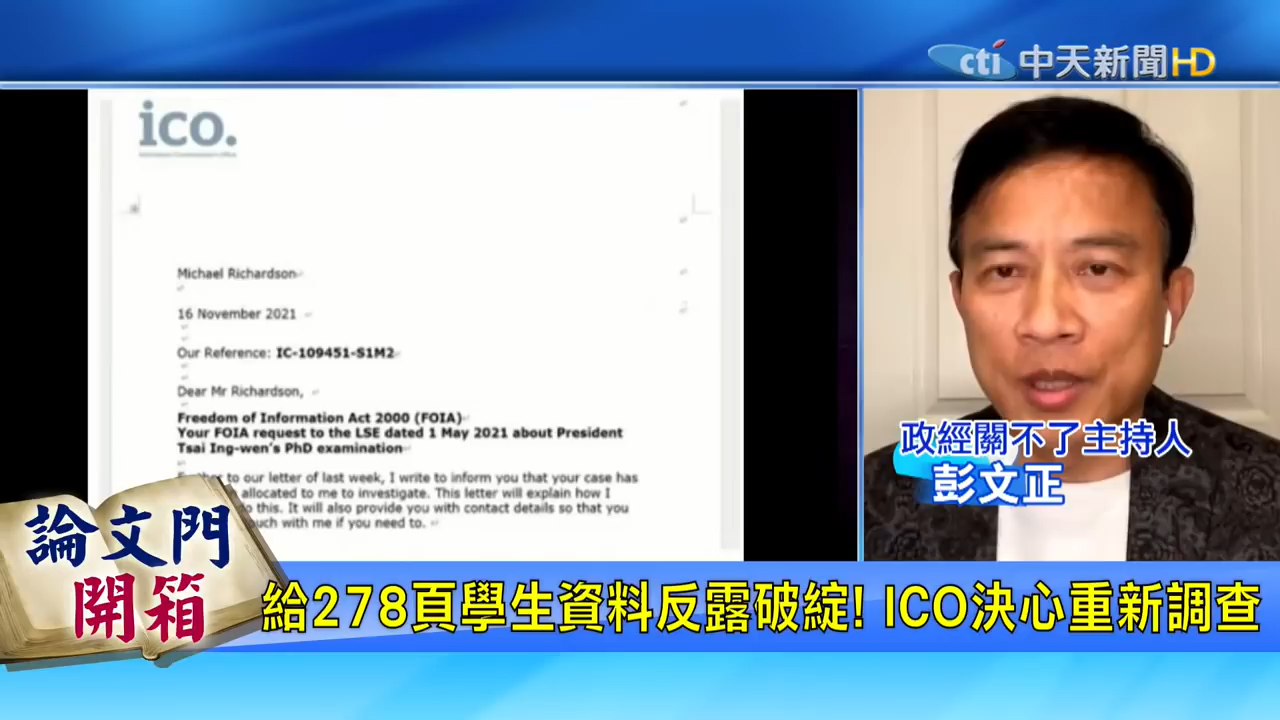 cti 中天新聞HD
ico.
Michael Richardson
16 November 2021
Our Reference: IC-109451-S1M2
Dear Mr Richardson,
Freedom of Information Act 2000 (FOIA)
Your FOIA request to the LSE dated 1 May 2021 about President
Tsai Ing-wen's PhD examination
to our letter of last week, I write to inform you that your case has
allocated to me to investigate. This letter will explain how I
this. It will also provide you with contact details so that you
with me if you need to.
政經關不了主持人
彭文正
論文門
開箱
給278頁學生資料反露破綻! ICO決心重新調查